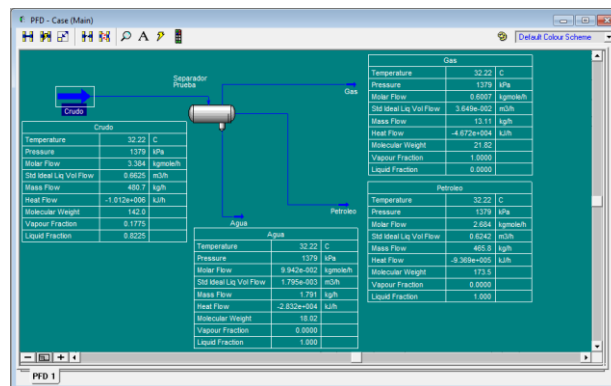 PFD - Case (Main)
A
Default Colour Scheme
Separador
Prueba
Crudo
Gas
Petroleo
Agua
Crudo
Temperature 32.22 C
Pressure 1379 kPa
Molar Flow 3.384 kgmole/h
Std Ideal Liq Vol Flow 0.6625 m3/h
Mass Flow 480.7 kg/h
Heat Flow -1.012e+006 kJ/h
Molecular Weight 142.0
Vapour Fraction 0.1775
Liquid Fraction 0.8225
Agua
Temperature 32.22 C
Pressure 1379 kPa
Molar Flow 9.942e-002 kgmole/h
Std Ideal Liq Vol Flow 1.795e-003 m3/h
Mass Flow 1.791 kg/h
Heat Flow -2.832e+004 kJ/h
Molecular Weight 18.02
Vapour Fraction 0.0000
Liquid Fraction 1.000
Gas
Temperature 32.22 C
Pressure 1379 kPa
Molar Flow 0.6007 kgmole/h
Std Ideal Liq Vol Flow 3.649e-002 m3/h
Mass Flow 13.11 kg/h
Heat Flow -4.672e+004 kJ/h
Molecular Weight 21.82
Vapour Fraction 1.0000
Liquid Fraction 0.0000
Petroleo
Temperature 32.22 C
Pressure 1379 kPa
Molar Flow 2.684 kgmole/h
Std Ideal Liq Vol Flow 0.6242 m3/h
Mass Flow 465.8 kg/h
Heat Flow -9.369e+005 kJ/h
Molecular Weight 173.5
Vapour Fraction 0.0000
Liquid Fraction 1.000
PFD 1